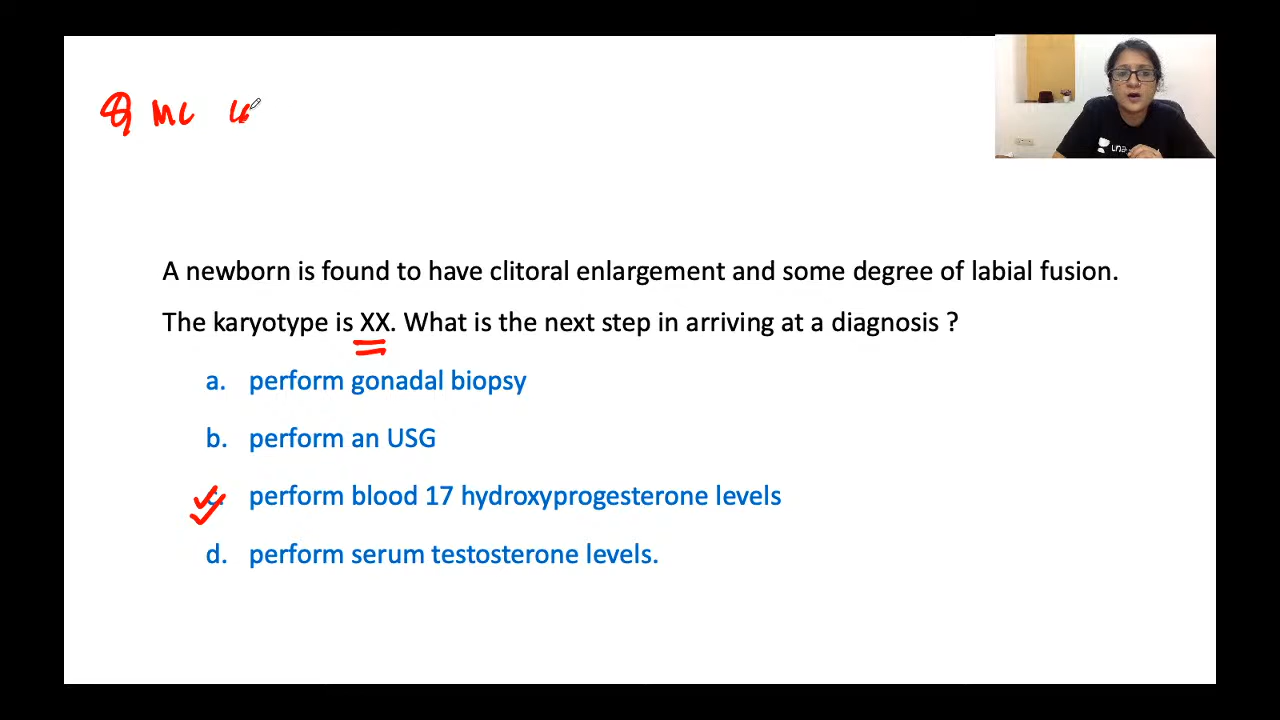 Q MC
A newborn is found to have clitoral enlargement and some degree of labial fusion.
The karyotype is XX. What is the next step in arriving at a diagnosis ?
a. perform gonadal biopsy
b. perform an USG
c. perform blood 17 hydroxyprogesterone levels
d. perform serum testosterone levels.